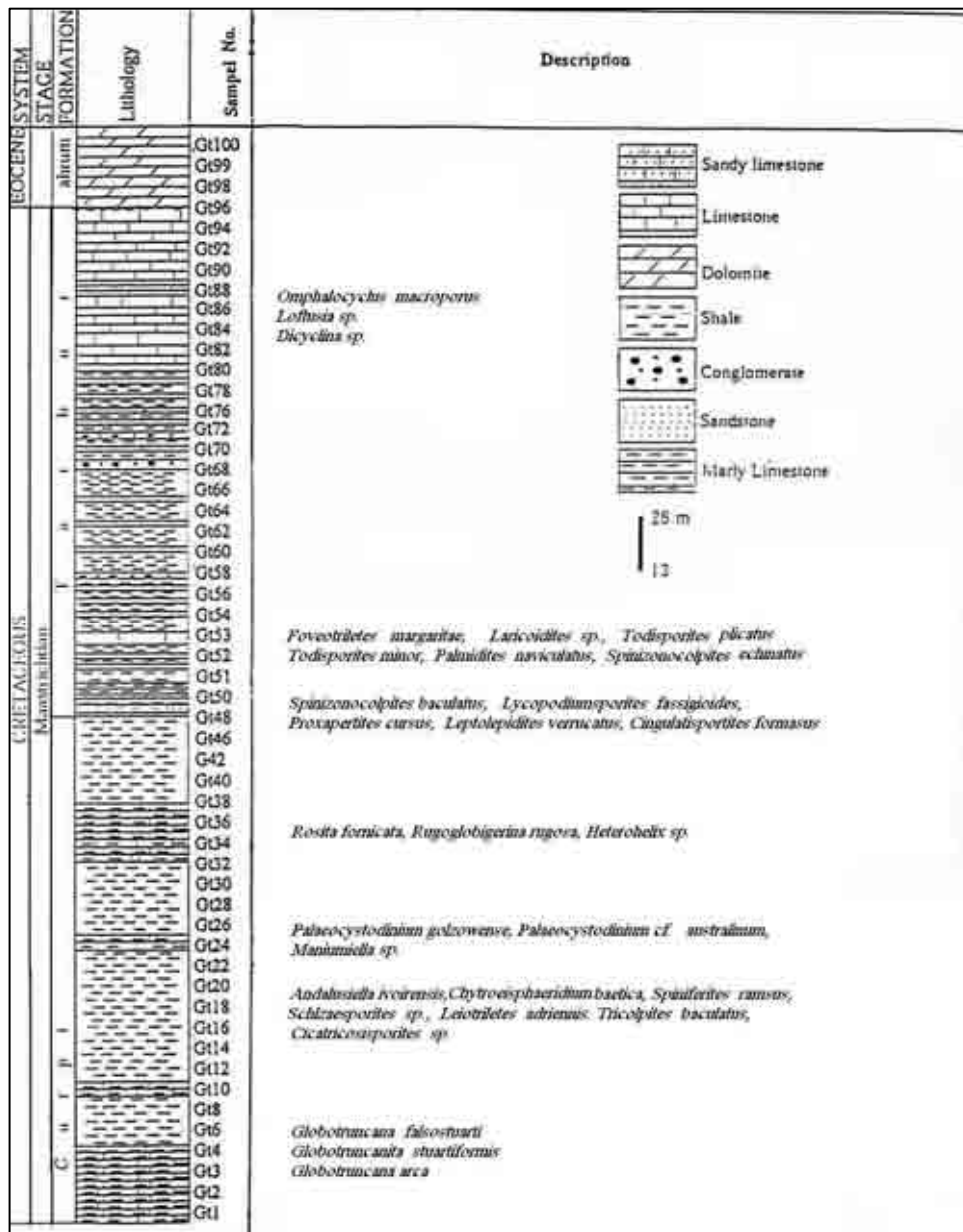 SYSTEM
STAGE
FORMATION
Lithology
Sampel No.
Description
EOCENE
CRETACEOUS
Maastrichtian
ahrum
T a r b u r
G u r p i
.Gt100
Gt99
Gt98
Gt96
Gt94
Gt92
Gt90
Gt88
Gt86
Gt84
Gt82
Gt80
Gt78
Gt76
Gt72
Gt70
Gt68
Gt66
Gt64
Gt62
Gt60
Gt58
Gt56
Gt54
Gt53
Gt52
Gt51
Gt50
Gt48
Gt46
G42
Gt40
Gt38
Gt36
Gt34
Gt32
Gt30
Gt28
Gt26
Gt24
Gt22
Gt20
Gt18
Gt16
Gt14
Gt12
Gt10
Gt8
Gt6
Gt4
Gt3
Gt2
Gt1
Sandy limestone
Limestone
Dolomite
Shale
Conglomerate
Sandstone
Marly Limestone
25 m
Omphalocyclus macroporus
Loftusia sp.
Dicyclina sp.
Foveotriletes margaritae, Laricoidites sp., Todisporites plicatus
Todisporites minor, Palmidites naviculatus, Spinizonocolpites echinatus
Spinizonocolpites baculatus, Lycopodiumsporites fassigioides,
Proxapertites cursus, Leptolepidites verrucatus, Cingulatisportites formasus
Rosita fornicata, Rugoglobigerina rugosa, Heterohelix sp.
Palaeocystodinium golzowense, Palaeocystodinium cf. australinum,
Manumiella sp.
Andalusiella ivoirensis, Chytroeisphaeridium baetica, Spiniferites ramsus,
Schizaesporites sp., Leiotriletes adriennis. Tricolpites baculatus,
Cicatricosisporites sp.
Globotruncana falsostuarti
Globotruncanita stuartiformis
Globotruncana arca